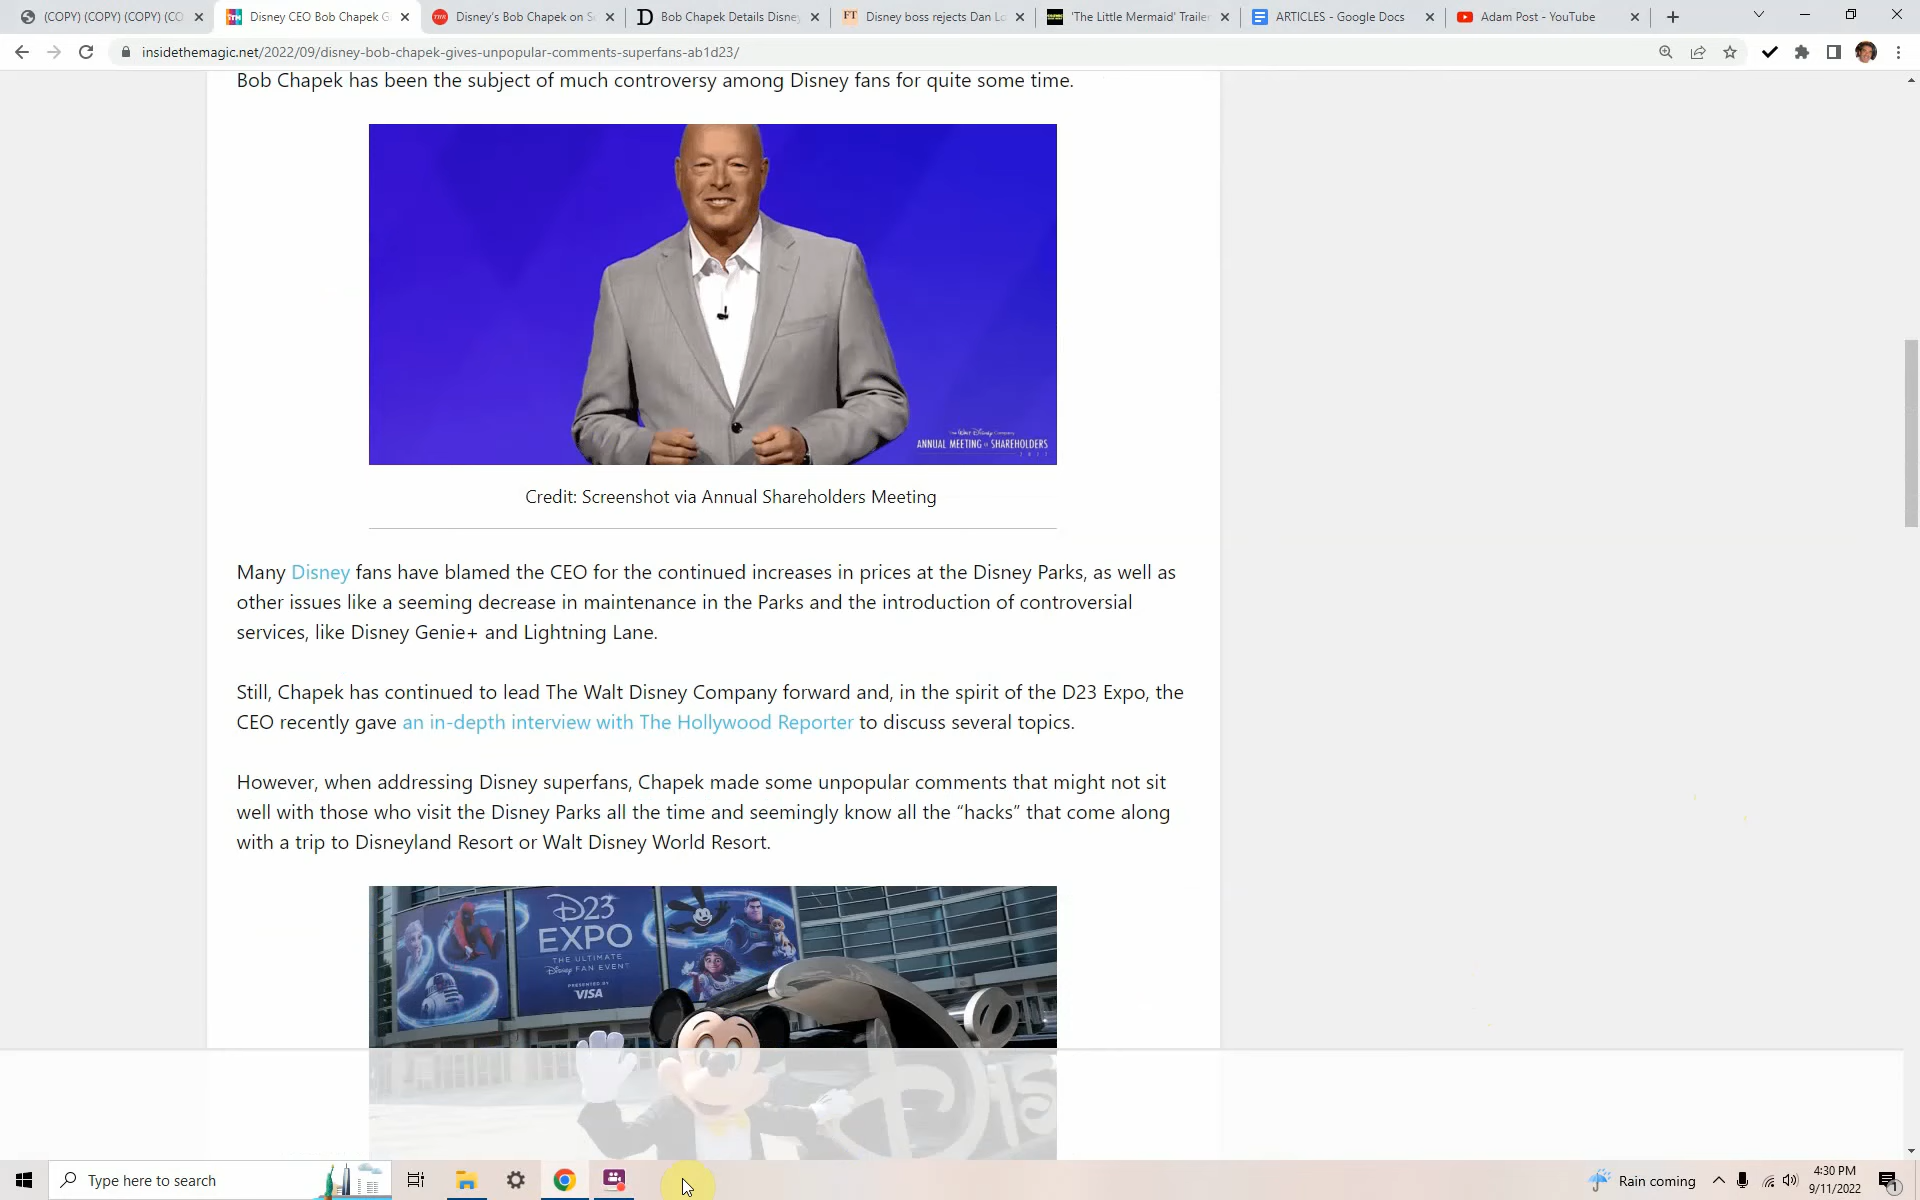 (COPY) (COPY) (COPY) (CO
Disney CEO Bob Chapek G
Disney's Bob Chapek on S
Bob Chapek Details Disney
Disney boss rejects Dan Lo
'The Little Mermaid' Trailer
ARTICLES - Google Docs
Adam Post - YouTube
insidethemagic.net/2022/09/disney-bob-chapek-gives-unpopular-comments-superfans-ab1d23/
Bob Chapek has been the subject of much controversy among Disney fans for quite some time.
The Walt Disney Company
ANNUAL MEETING of SHAREHOLDERS
Credit: Screenshot via Annual Shareholders Meeting
Many Disney fans have blamed the CEO for the continued increases in prices at the Disney Parks, as well as
other issues like a seeming decrease in maintenance in the Parks and the introduction of controversial
services, like Disney Genie+ and Lightning Lane.
Still, Chapek has continued to lead The Walt Disney Company forward and, in the spirit of the D23 Expo, the
CEO recently gave an in-depth interview with The Hollywood Reporter to discuss several topics.
However, when addressing Disney superfans, Chapek made some unpopular comments that might not sit
well with those who visit the Disney Parks all the time and seemingly know all the “hacks” that come along
with a trip to Disneyland Resort or Walt Disney World Resort.
D23
EXPO
THE ULTIMATE
Disney FAN EVENT
PRESENTED BY
VISA
Type here to search
Rain coming
4:30 PM
9/11/2022
1